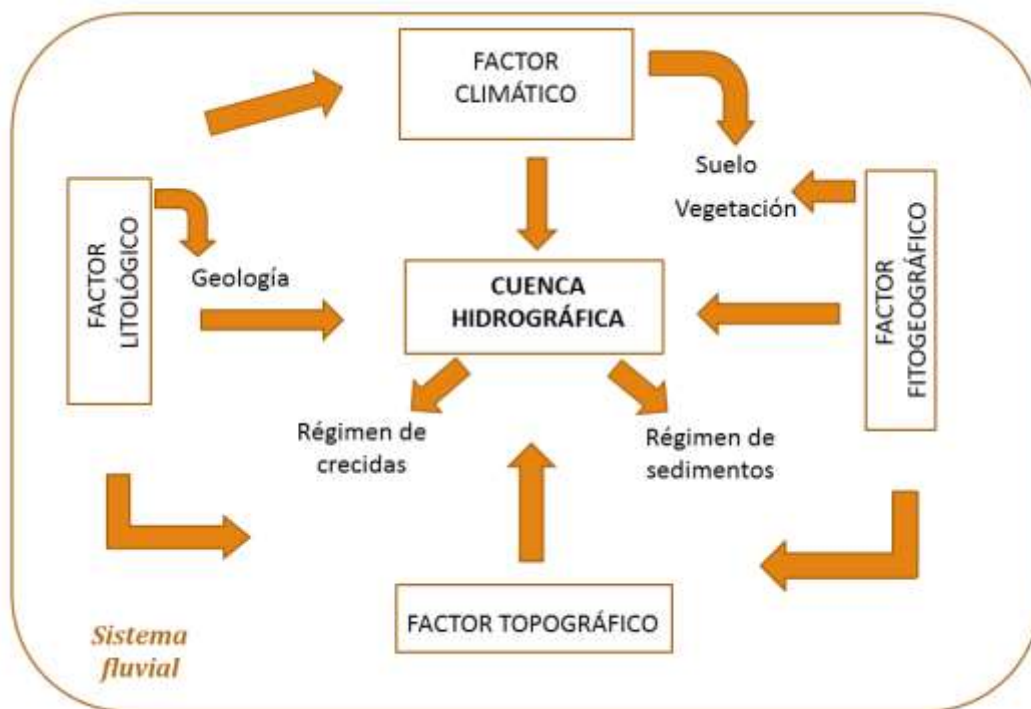 FACTOR
CLIMÁTICO
Suelo
Vegetación
FACTOR
LITOLÓGICO
Geología
CUENCA
HIDROGRÁFICA
FACTOR
FITOGEOGRÁFICO
Régimen de
crecidas
Régimen de
sedimentos
FACTOR TOPOGRÁFICO
Sistema
fluvial